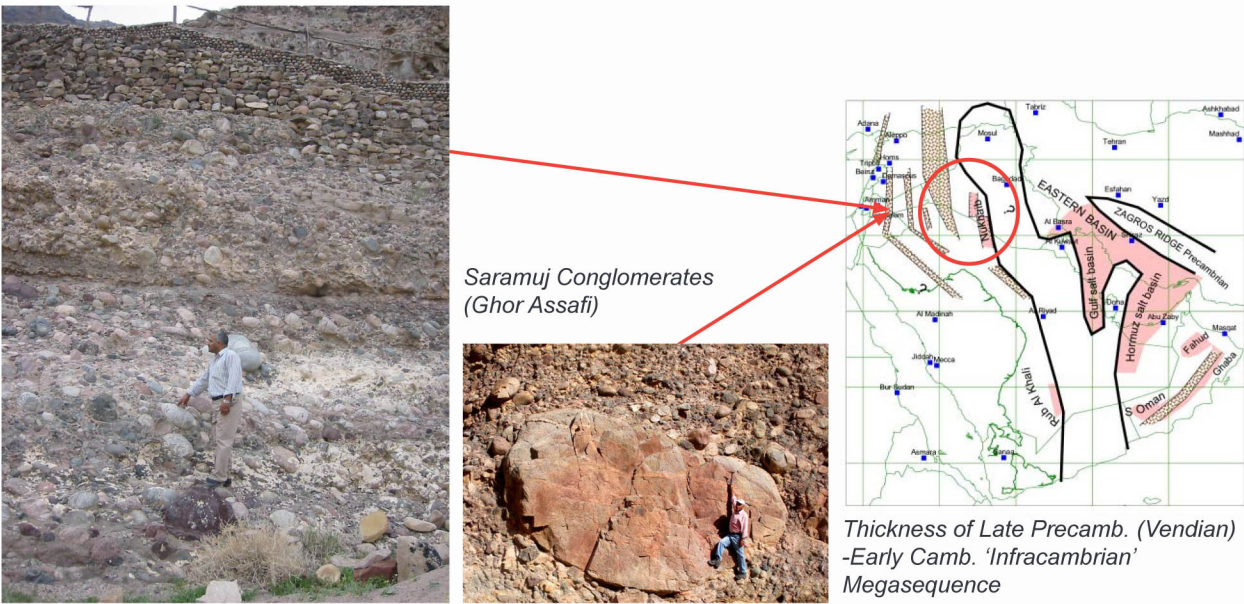 Saramuj Conglomerates
(Ghor Assafi)
Tabriz
Ashkhabad
Adana
Aleppo
Mosul
Mashhad
Tehran
Homs
Tripoli
Beirut
Damascus
Baghdad
Esfahan
Yazd
Amman
?
EASTERN BASIN
ZAGROS RIDGE Precambrian
Al Basra
Shiraz
Al Kuwait
Gulf salt basin
Hormuz salt basin
Doha
?
Al Madinah
Abu Zaby
Masqat
Fahud
Ghaba
Jiddah
Mecca
Bur Sudan
Rub Al Khali
S Oman
Asmara
Thickness of Late Precamb. (Vendian)
-Early Camb. ‘Infracambrian’
Megasequence